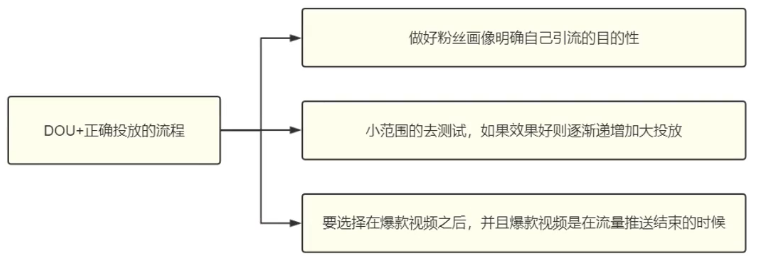 做好粉丝画像明确自己引流的目的性
DOU+正确投放的流程
小范围的去测试，如果效果好则逐渐递增加大投放
要选择在爆款视频之后，并且爆款视频是在流量推送结束的时候